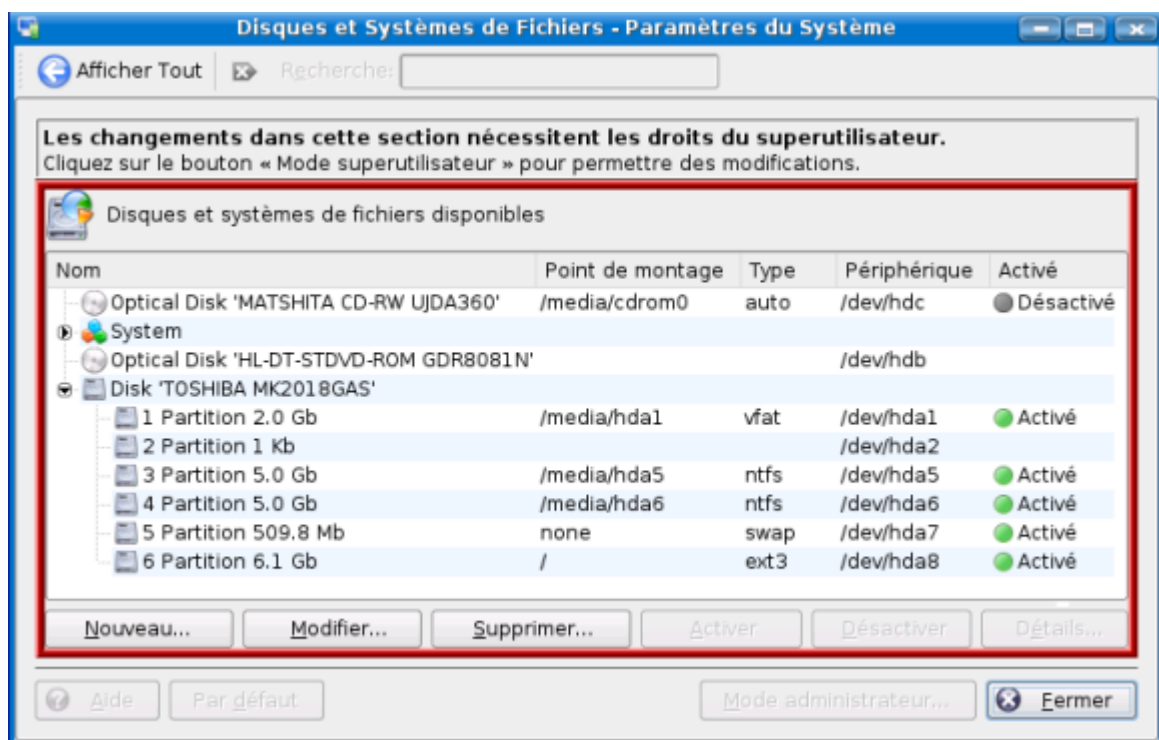 Disques et Systèmes de Fichiers - Paramètres du Système
Afficher Tout Recherche:
Les changements dans cette section nécessitent les droits du superutilisateur.
Cliquez sur le bouton « Mode superutilisateur » pour permettre des modifications.
Disques et systèmes de fichiers disponibles
Nom Point de montage Type Périphérique Activé
Optical Disk 'MATSHITA CD-RW UJDA360' /media/cdrom0 auto /dev/hdc Désactivé
System
Optical Disk 'HL-DT-STDVD-ROM GDR8081N' /dev/hdb
Disk 'TOSHIBA MK2018GAS'
1 Partition 2.0 Gb /media/hda1 vfat /dev/hda1 Activé
2 Partition 1 Kb /dev/hda2
3 Partition 5.0 Gb /media/hda5 ntfs /dev/hda5 Activé
4 Partition 5.0 Gb /media/hda6 ntfs /dev/hda6 Activé
5 Partition 509.8 Mb none swap /dev/hda7 Activé
6 Partition 6.1 Gb / ext3 /dev/hda8 Activé
Nouveau... Modifier... Supprimer... Activer Désactiver Détails...
Aide Par défaut Mode administrateur... Fermer